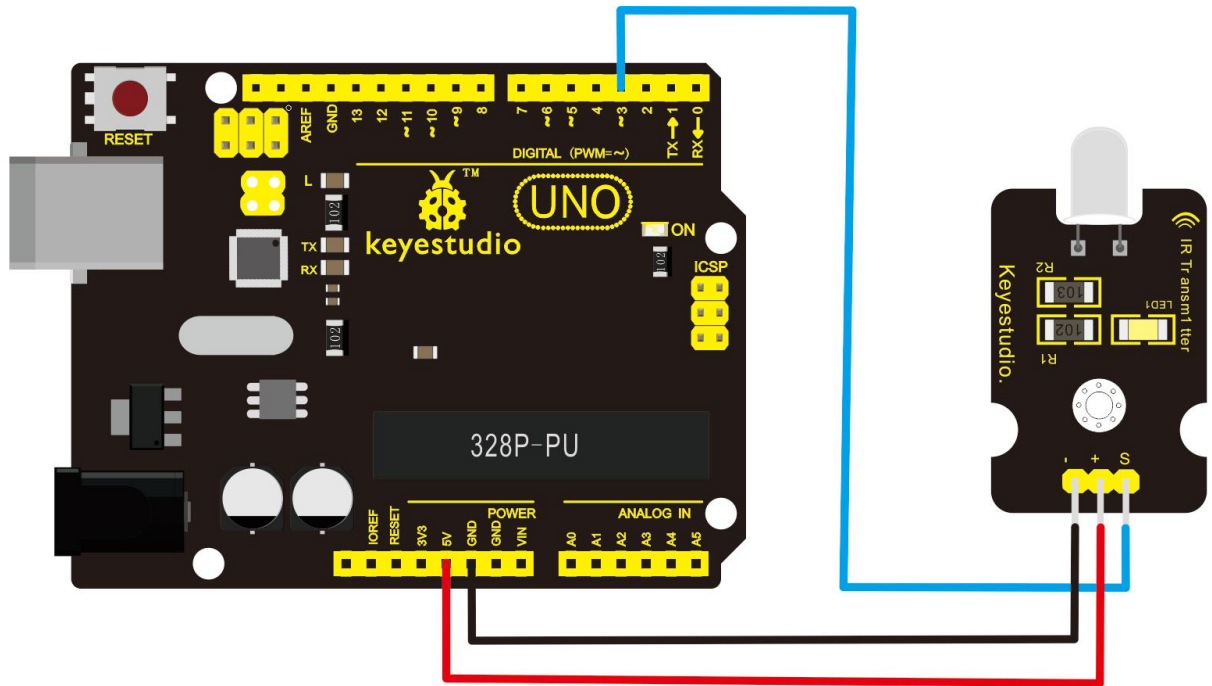 RESET
AREF
GND
13
12
~11
~10
~9
8
7
~6
~5
4
~3
2
TX→1
RX←0
DIGITAL (PWM=~)
L
TX
RX
102
102
TM
keyestudio
UNO
ON
102
ICSP
328P-PU
POWER
ANALOG IN
IOREF
RESET
3V3
5V
GND
GND
VIN
A0
A1
A2
A3
A4
A5
IR Transm1tter
Keyestudio.
R2
103
LED1
102
R1
- + S